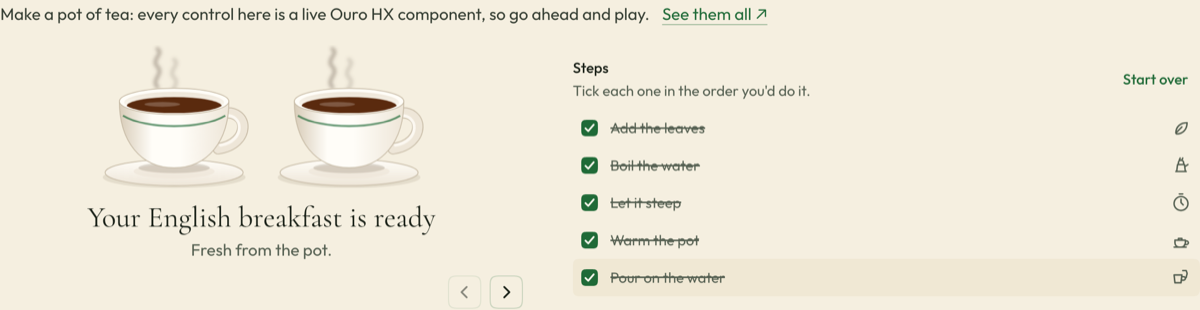 Make a pot of tea: every control here is a live Ouro HX component, so go ahead and play. See them all ↗
Your English breakfast is ready
Fresh from the pot.
Steps
Tick each one in the order you'd do it.
Start over
Add the leaves
Boil the water
Let it steep
Warm the pot
Pour on the water